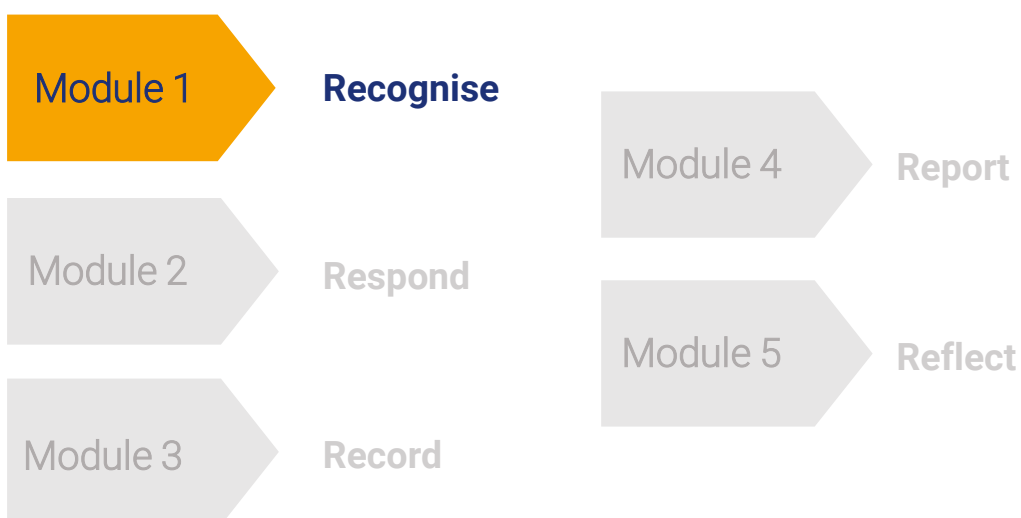 Module 1
Recognise
Module 2
Respond
Module 3
Record
Module 4
Report
Module 5
Reflect